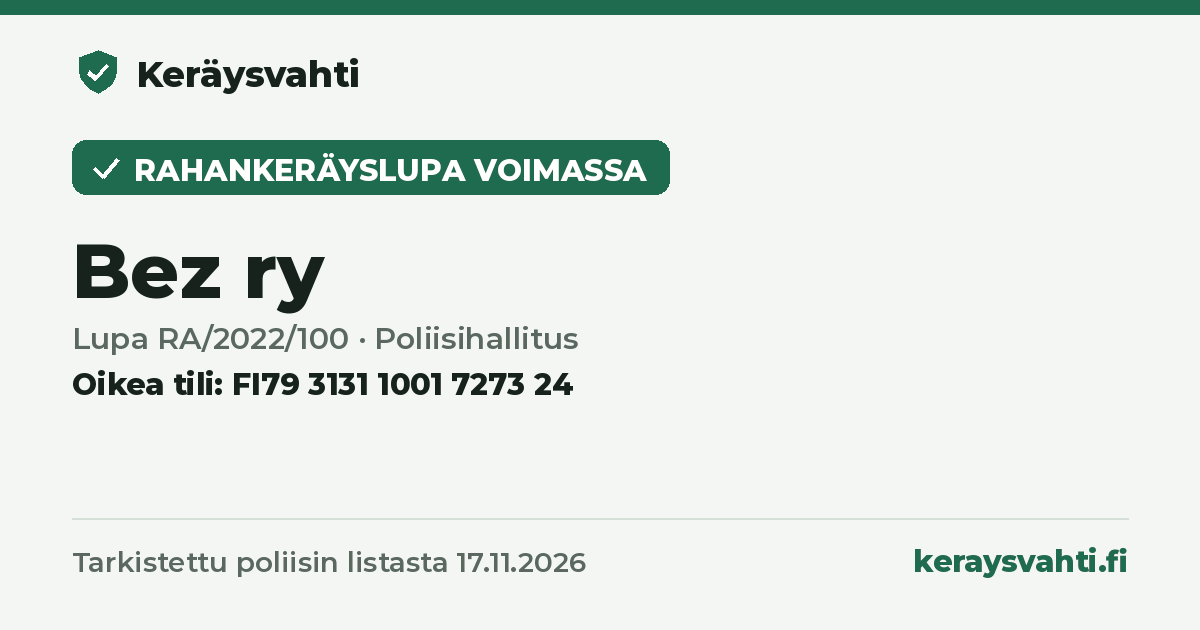 Keräysvahti
RAHANKERÄYSLUPA VOIMASSA
Bez ry
Lupa RA/2022/100 · Poliisihallitus
Oikea tili: FI79 3131 1001 7273 24
Tarkistettu poliisin listasta 17.11.2026
keraysvahti.fi